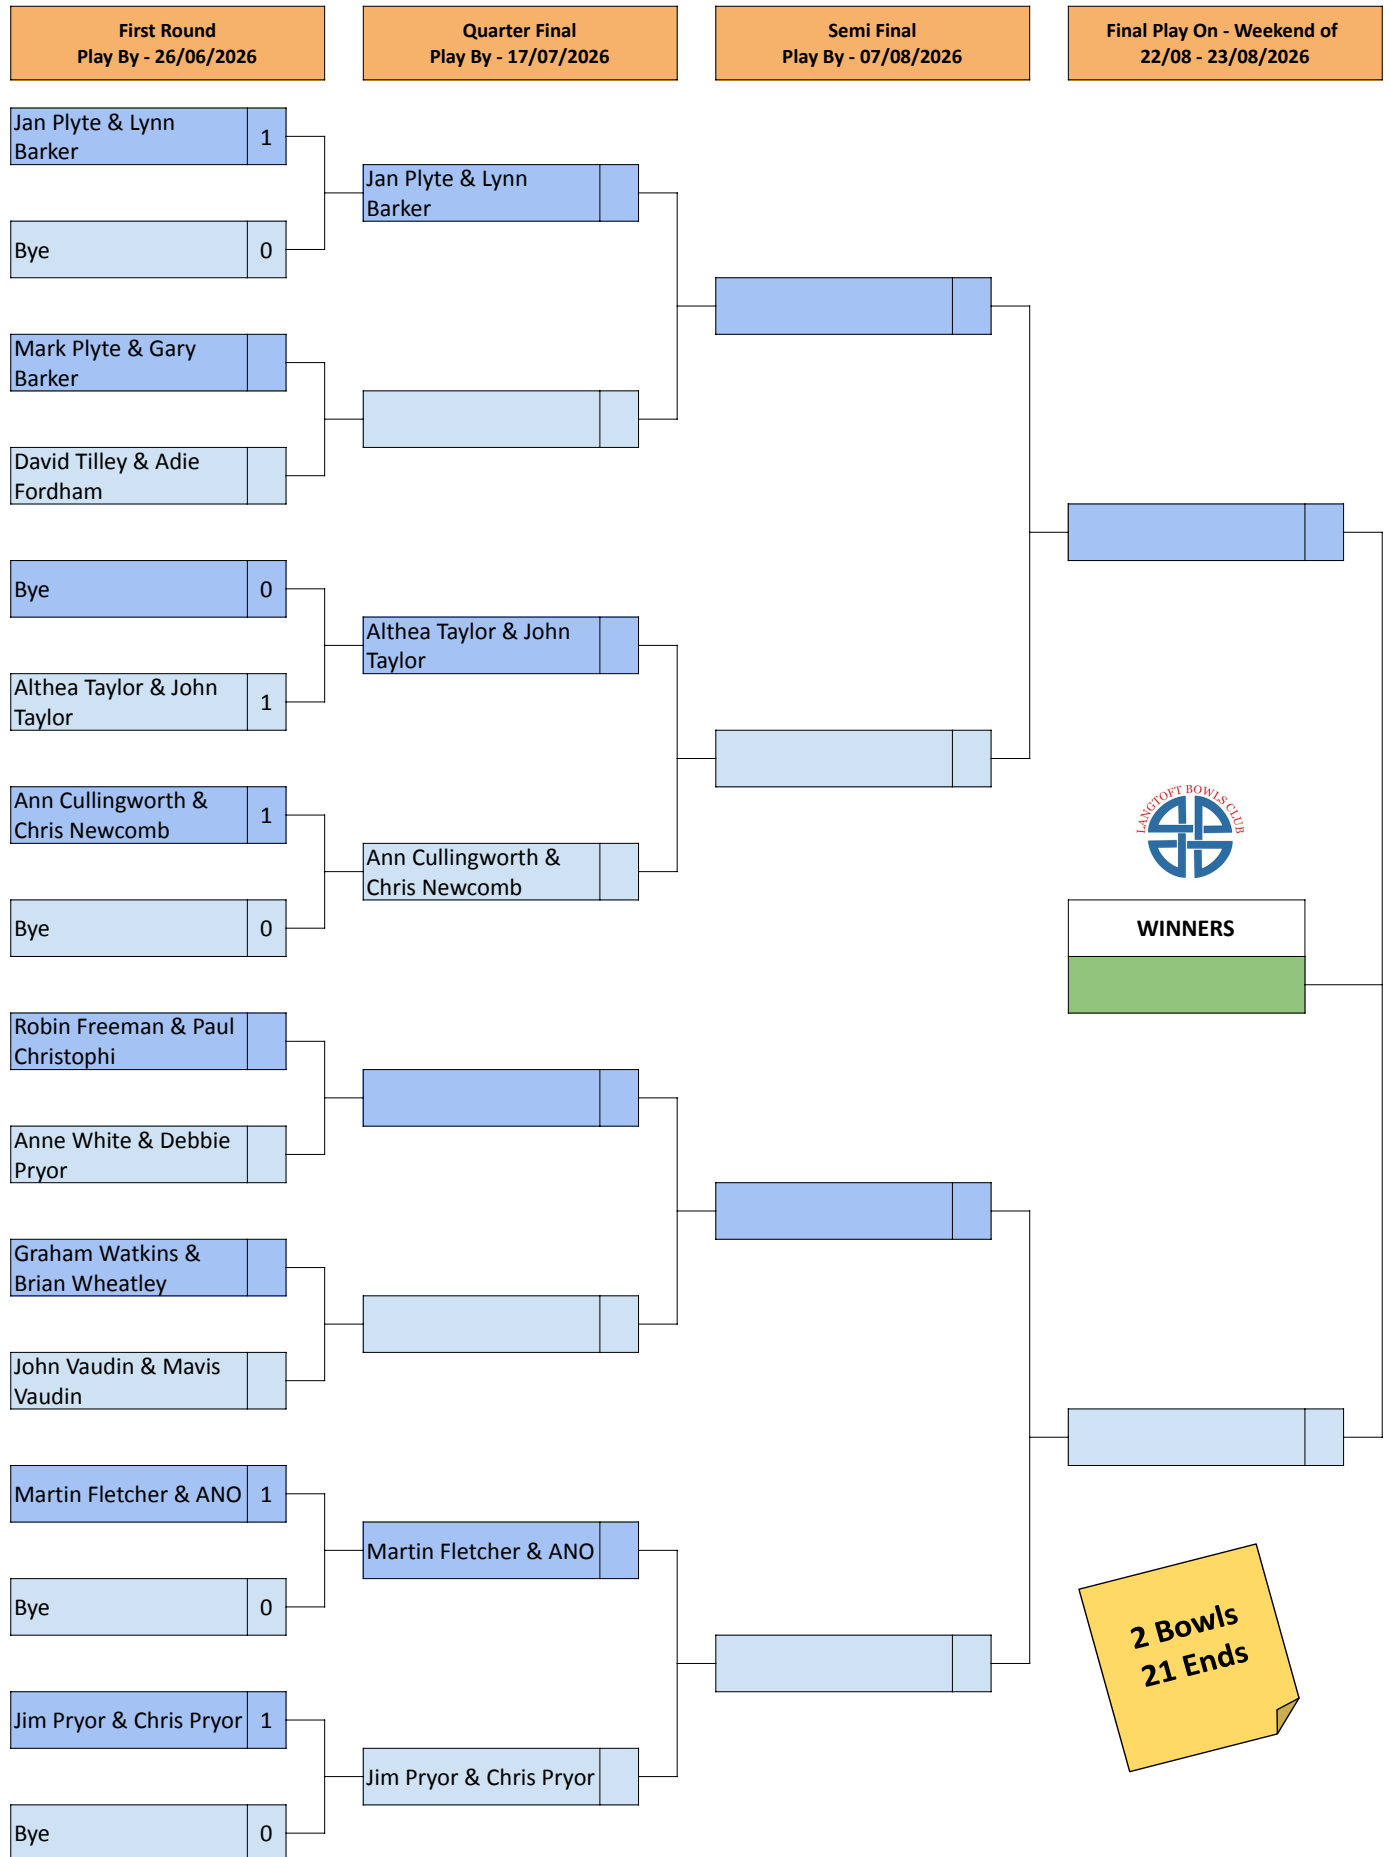 First Round
Play By - 26/06/2026
Quarter Final
Play By - 17/07/2026
Semi Final
Play By - 07/08/2026
Final Play On - Weekend of
22/08 - 23/08/2026
Jan Plyte & Lynn
Barker
1
Bye
0
Mark Plyte & Gary
Barker
David Tilley & Adie
Fordham
Bye
0
Althea Taylor & John
Taylor
1
Ann Cullingworth &
Chris Newcomb
1
Bye
0
Robin Freeman & Paul
Christophi
Anne White & Debbie
Pryor
Graham Watkins &
Brian Wheatley
John Vaudin & Mavis
Vaudin
Martin Fletcher & ANO
1
Bye
0
Jim Pryor & Chris Pryor
1
Bye
0
Jan Plyte & Lynn
Barker
Althea Taylor & John
Taylor
Ann Cullingworth &
Chris Newcomb
Martin Fletcher & ANO
Jim Pryor & Chris Pryor
LANGTOFT BOWLS CLUB
WINNERS
2 Bowls
21 Ends